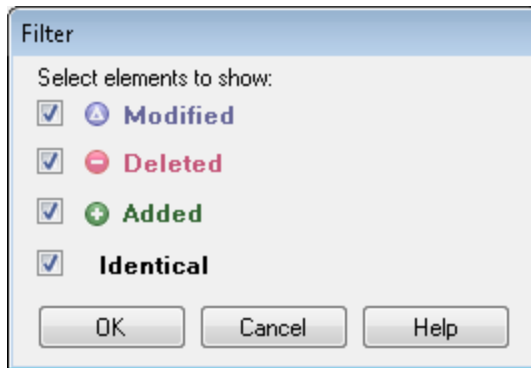 Filter
Select elements to show:
Modified
Deleted
Added
Identical
OK Cancel Help